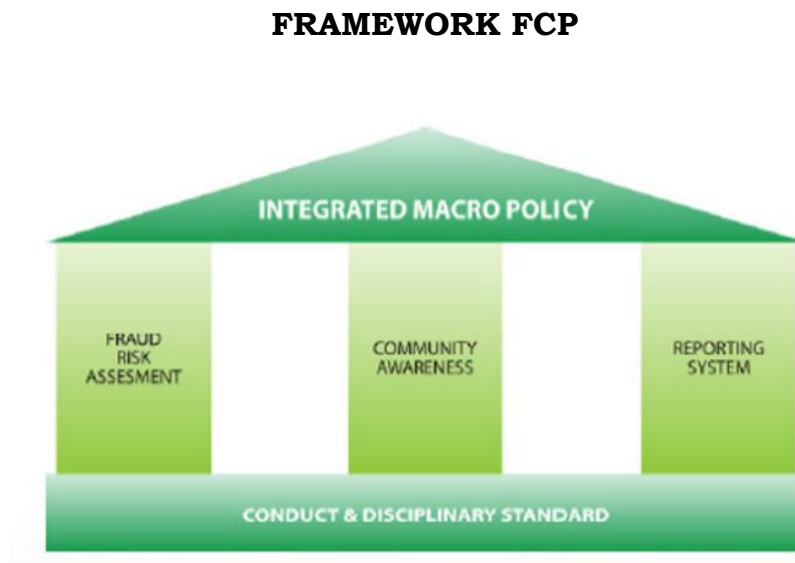 FRAMEWORK FCP
INTEGRATED MACRO POLICY
FRAUD
RISK
ASSESMENT
COMMUNITY
AWARENESS
REPORTING
SYSTEM
CONDUCT & DISCIPLINARY STANDARD